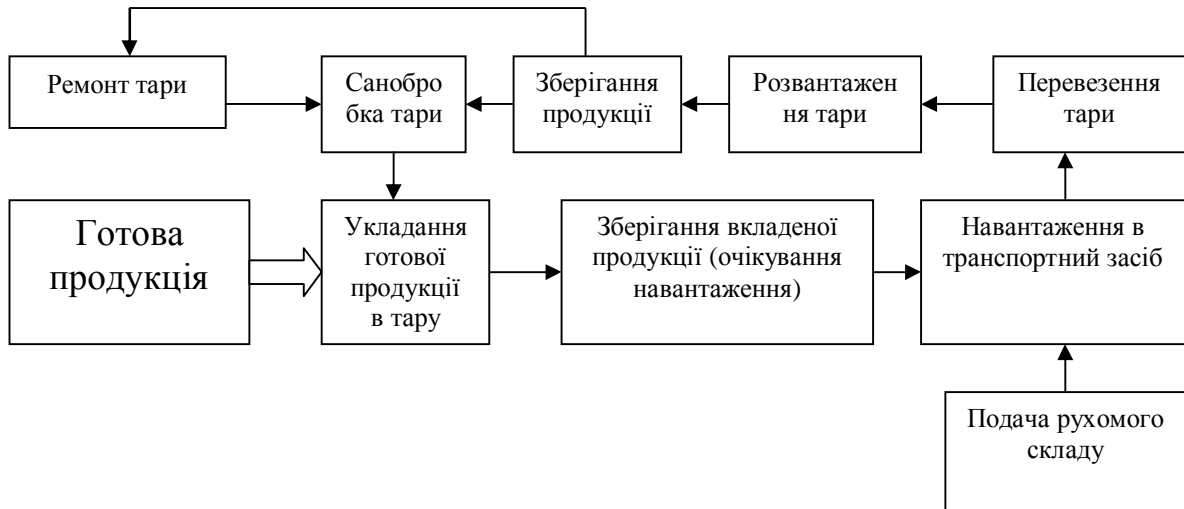 Ремонт тари
Санобро
бка тари
Зберігання
продукції
Розвантажен
ня тари
Перевезення
тари
Готова
продукція
Укладання
готової
продукції
в тару
Зберігання вкладеної
продукції (очікування
навантаження)
Навантаження в
транспортний засіб
Подача рухомого
складу